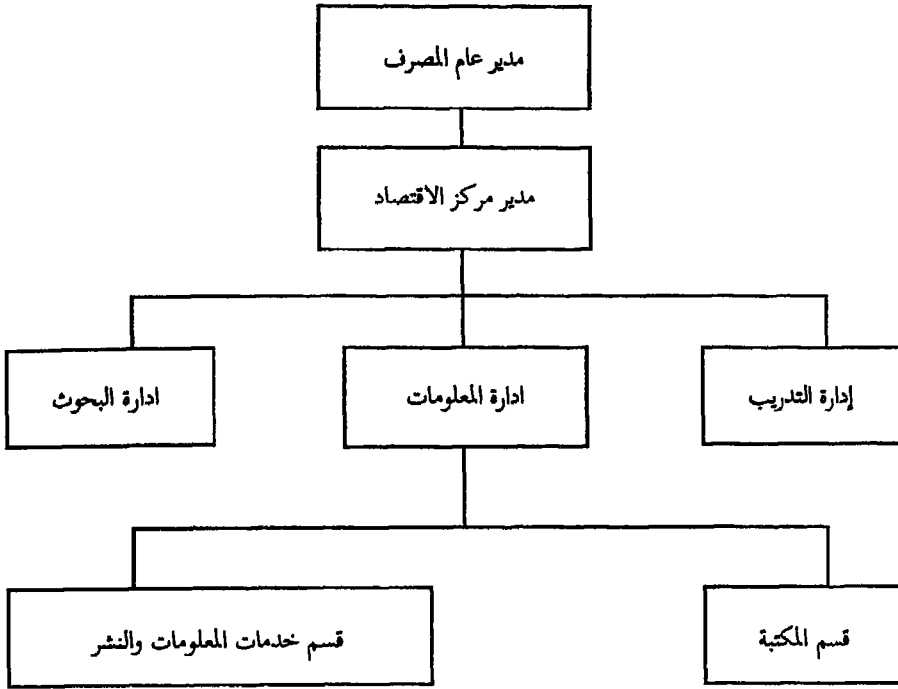 مدير عام المصرف
مدير مركز الاقتصاد
إدارة التدريب
ادارة المعلومات
ادارة البحوث
قسم المكتبة
قسم خدمات المعلومات والنشر